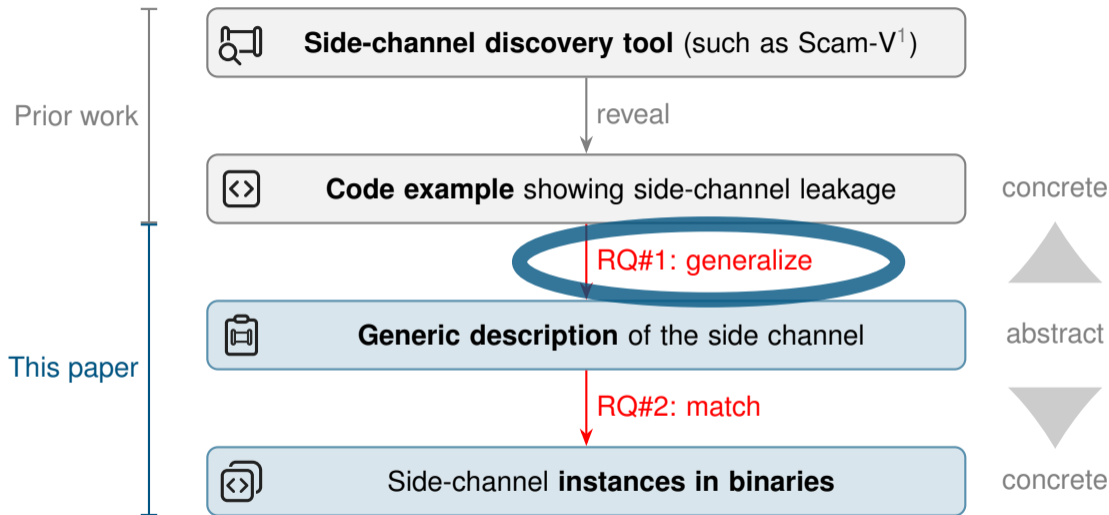 Side-channel discovery tool (such as Scam-V¹)
Prior work
reveal
Code example showing side-channel leakage
concrete
RQ#1: generalize
Generic description of the side channel
abstract
This paper
RQ#2: match
Side-channel instances in binaries
concrete